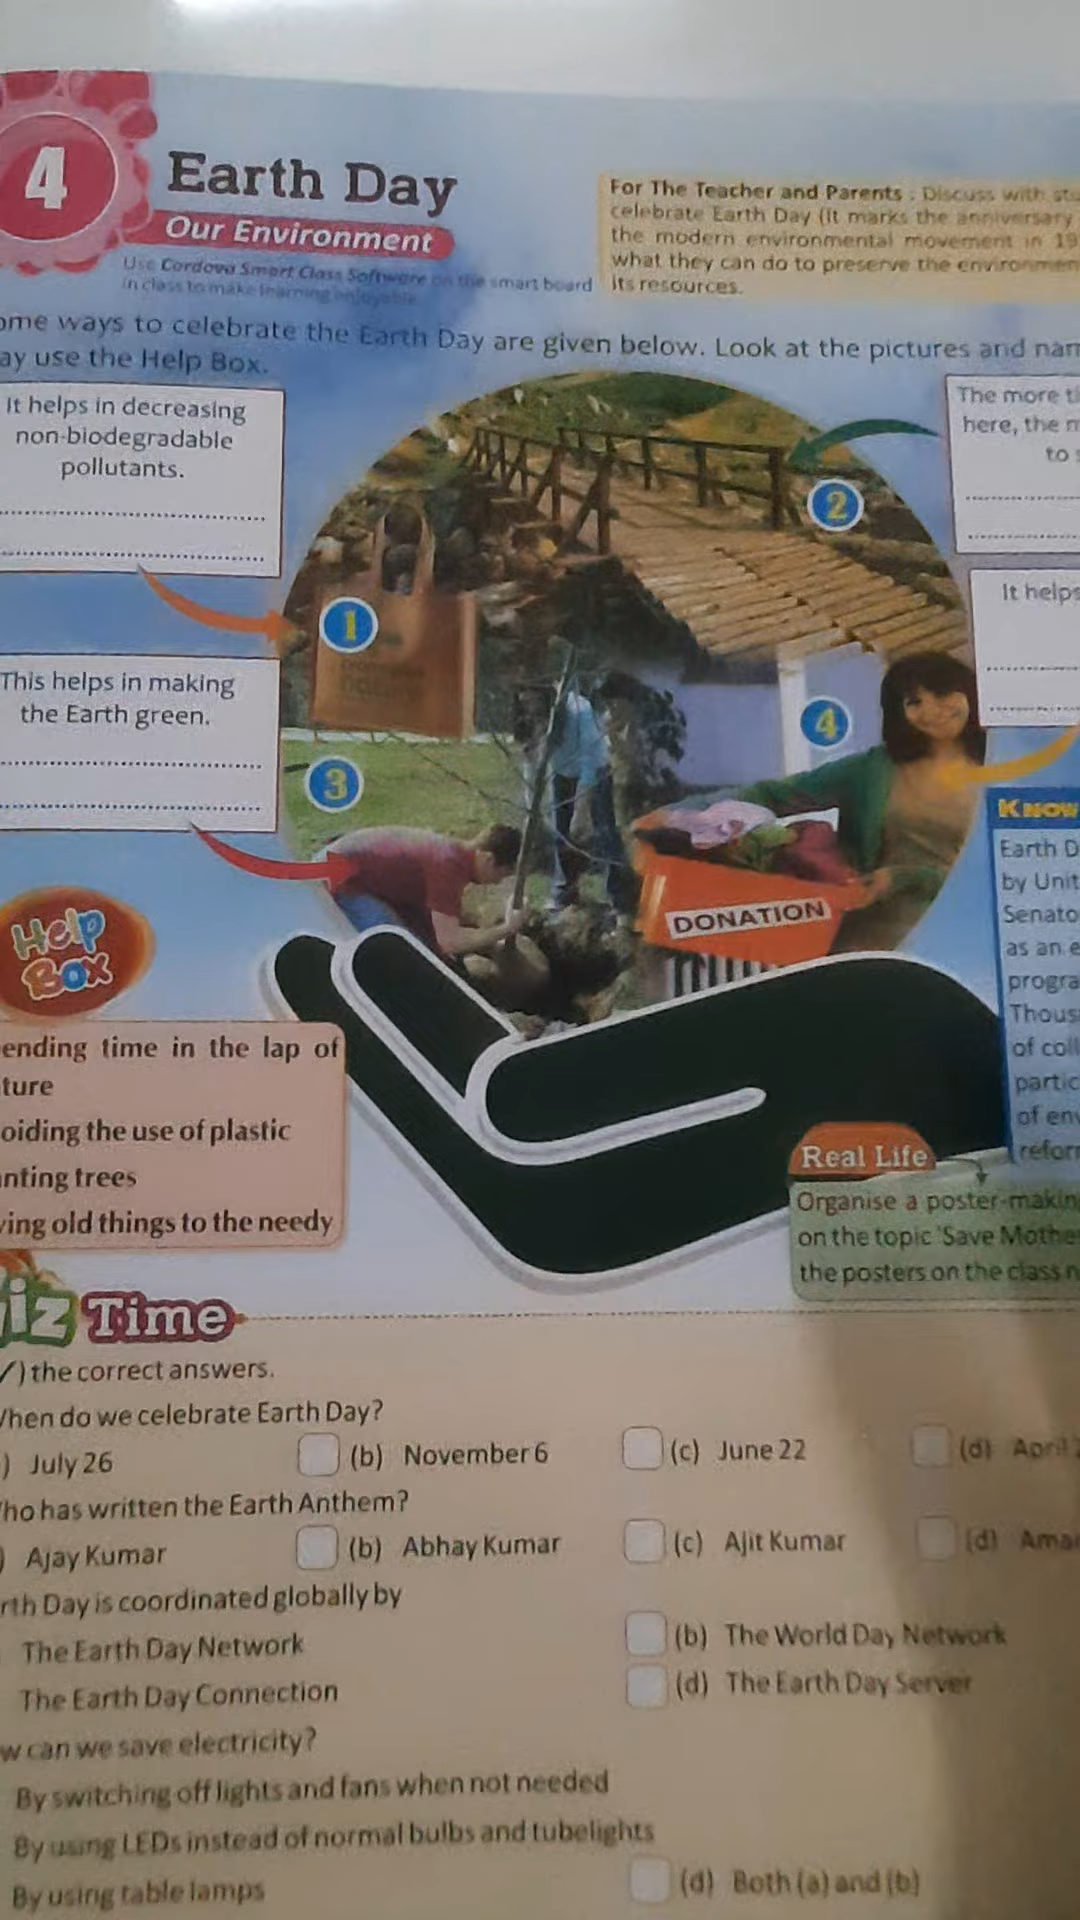 4
Earth Day
Our Environment
Use Cordova Smart Class Software on the smart board
in class to make learning enjoyable
For The Teacher and Parents : Discuss with
celebrate Earth Day (It marks the anniversary
the modern environmental movement in 19
what they can do to preserve the environmen
its resources.
ome ways to celebrate the Earth Day are given below. Look at the pictures and nam
ay use the Help Box.
It helps in decreasing
non-biodegradable
pollutants.
The more ti
here, the m
to s
1
2
It helps
This helps in making
the Earth green.
3
4
DONATION
KNOW
Earth D
by Unit
Senato
as an e
progra
Thous
of coll
partic
of env
refor
Help
Box
ending time in the lap of
ture
oiding the use of plastic
nting trees
ving old things to the needy
Real Life
Organise a poster-makin
on the topic 'Save Mothe
the posters on the class n
iz Time
✓) the correct answers.
When do we celebrate Earth Day?
) July 26
(b) November 6
(c) June 22
(d) April
ho has written the Earth Anthem?
) Ajay Kumar
(b) Abhay Kumar
(c) Ajit Kumar
(d) Ama
rth Day is coordinated globally by
The Earth Day Network
(b) The World Day Network
The Earth Day Connection
(d) The Earth Day Server
w can we save electricity?
By switching off lights and fans when not needed
By using LEDs instead of normal bulbs and tubelights
By using table lamps
(d) Both (a) and (b)